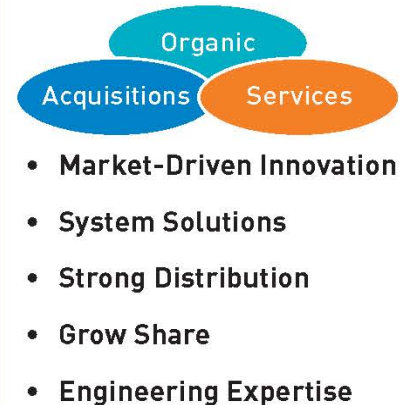 Organic
Acquisitions Services
• Market-Driven Innovation
• System Solutions
• Strong Distribution
• Grow Share
• Engineering Expertise